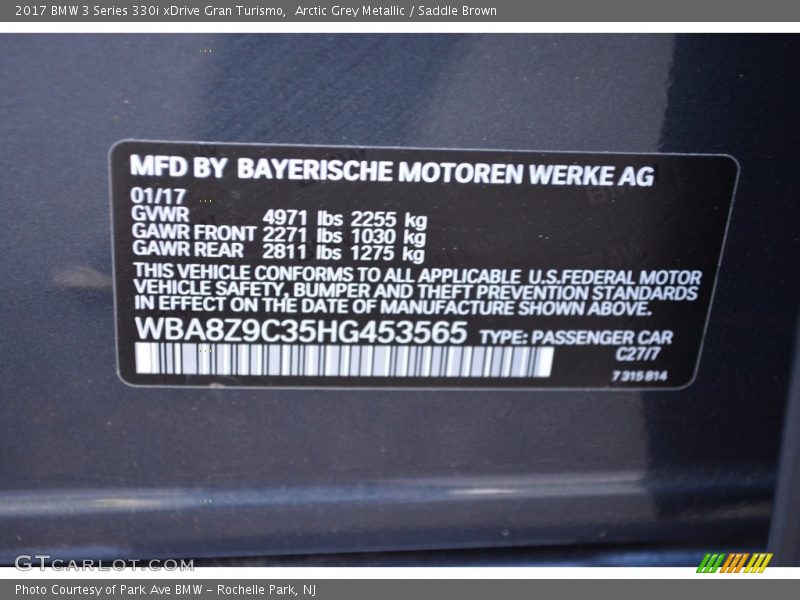 2017 BMW 3 Series 330i xDrive Gran Turismo, Arctic Grey Metallic / Saddle Brown
MFD BY BAYERISCHE MOTOREN WERKE AG
01/17
GVWR 4971 lbs 2255 kg
GAWR FRONT 2271 lbs 1030 kg
GAWR REAR 2811 lbs 1275 kg
THIS VEHICLE CONFORMS TO ALL APPLICABLE U.S.FEDERAL MOTOR
VEHICLE SAFETY, BUMPER AND THEFT PREVENTION STANDARDS
IN EFFECT ON THE DATE OF MANUFACTURE SHOWN ABOVE.
WBA8Z9C35HG453565 TYPE: PASSENGER CAR
C27/7
7 315 814
GTCARLOT.COM
Photo Courtesy of Park Ave BMW - Rochelle Park, NJ